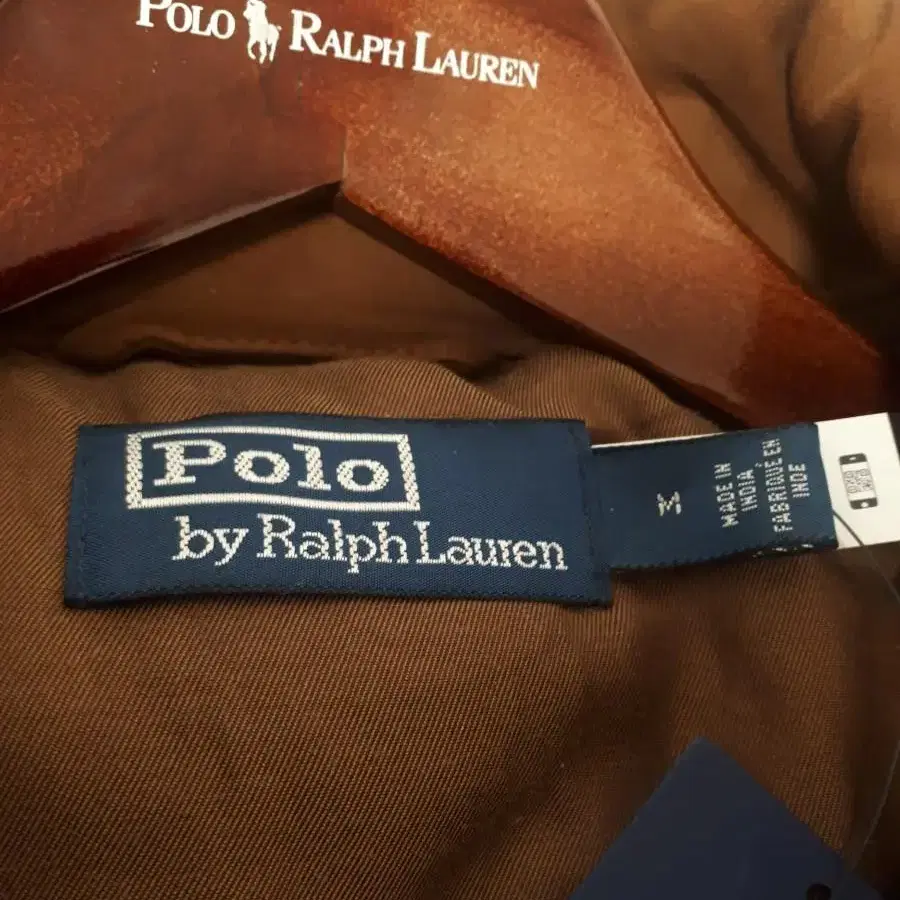 POLO RALPH LAUREN
Polo
by Ralph Lauren
M
MADE IN
INDIA
FABRIQUE EN
INDE